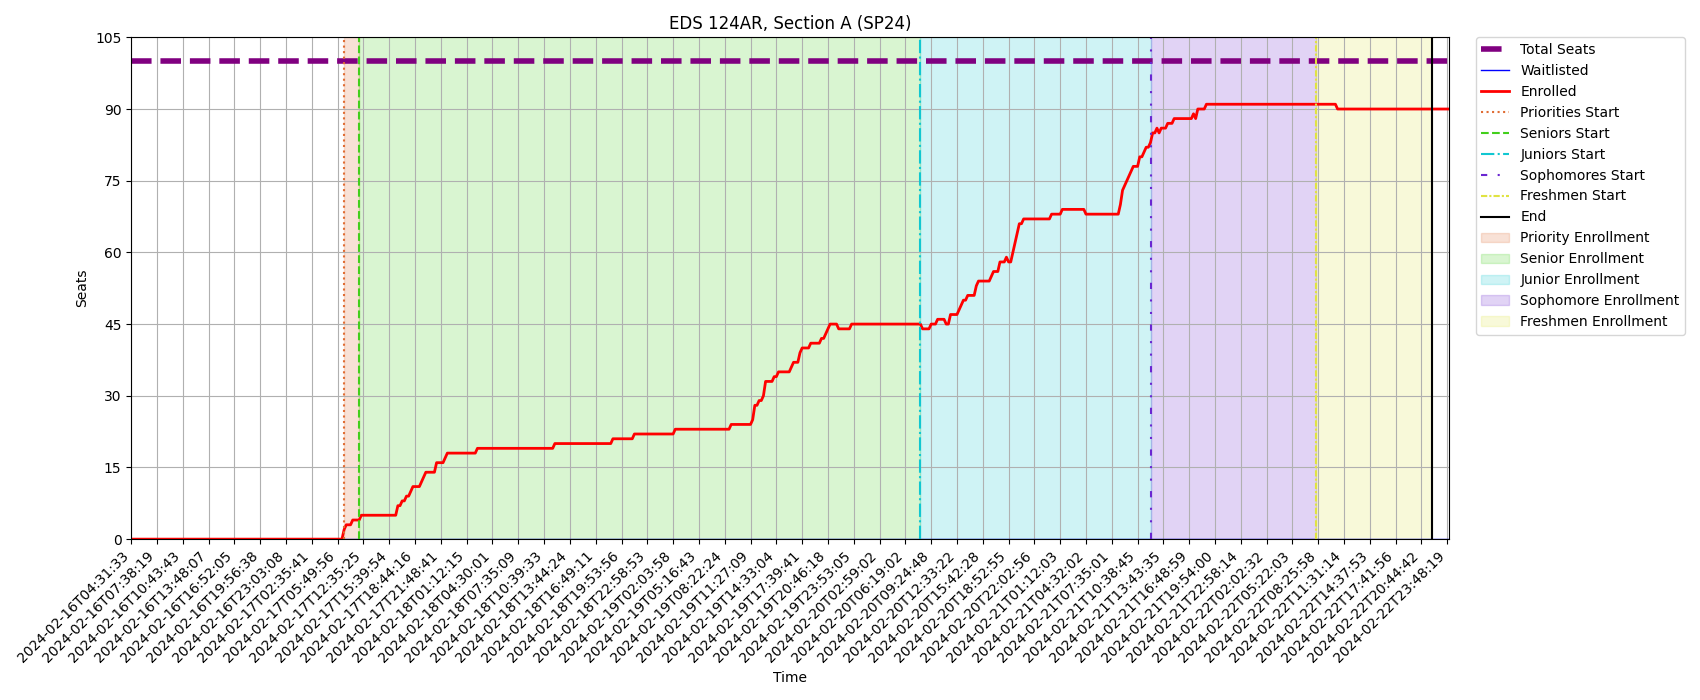 EDS 124AR, Section A (SP24)
105
90
75
60
45
30
15
0
Seats
2024-02-16T04:31:33
2024-02-16T07:38:19
2024-02-16T10:43:43
2024-02-16T13:48:07
2024-02-16T16:52:05
2024-02-16T19:56:38
2024-02-16T23:03:08
2024-02-17T02:35:41
2024-02-17T05:49:56
2024-02-17T12:35:25
2024-02-17T15:39:54
2024-02-17T18:44:16
2024-02-17T21:48:41
2024-02-18T01:12:15
2024-02-18T04:30:01
2024-02-18T07:35:09
2024-02-18T10:39:33
2024-02-18T13:44:24
2024-02-18T16:49:11
2024-02-18T19:53:56
2024-02-18T22:58:53
2024-02-19T02:03:58
2024-02-19T05:16:43
2024-02-19T08:22:24
2024-02-19T11:27:09
2024-02-19T14:33:04
2024-02-19T17:39:41
2024-02-19T20:46:18
2024-02-19T23:53:05
2024-02-20T02:59:02
2024-02-20T06:19:02
2024-02-20T09:24:48
2024-02-20T12:33:22
2024-02-20T15:42:28
2024-02-20T18:52:55
2024-02-20T22:02:56
2024-02-21T01:12:03
2024-02-21T04:32:02
2024-02-21T07:35:01
2024-02-21T10:38:45
2024-02-21T13:43:35
2024-02-21T16:48:59
2024-02-21T19:54:00
2024-02-21T22:58:14
2024-02-22T02:02:32
2024-02-22T05:22:03
2024-02-22T08:25:58
2024-02-22T11:31:14
2024-02-22T14:37:53
2024-02-22T17:41:56
2024-02-22T20:44:42
2024-02-22T23:48:19
Time
Total Seats
Waitlisted
Enrolled
Priorities Start
Seniors Start
Juniors Start
Sophomores Start
Freshmen Start
End
Priority Enrollment
Senior Enrollment
Junior Enrollment
Sophomore Enrollment
Freshmen Enrollment